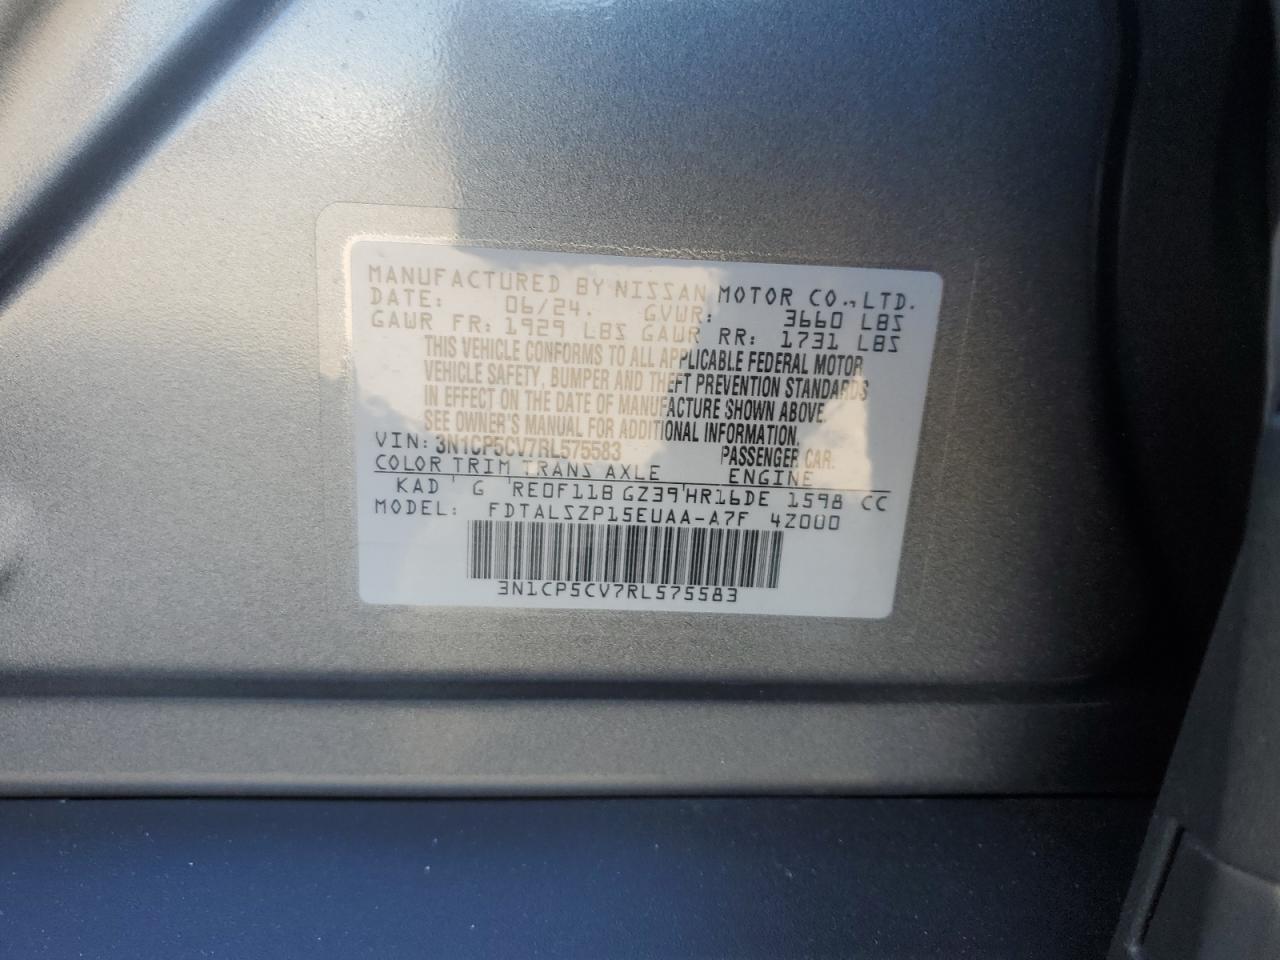 MANUFACTURED BY NISSAN MOTOR CO., LTD.
DATE: 06/24. GVWR: 3660 LBS
GAWR FR: 1929 LBS GAWR RR: 1731 LBS
THIS VEHICLE CONFORMS TO ALL APPLICABLE FEDERAL MOTOR
VEHICLE SAFETY, BUMPER AND THEFT PREVENTION STANDARDS
IN EFFECT ON THE DATE OF MANUFACTURE SHOWN ABOVE.
SEE OWNER'S MANUAL FOR ADDITIONAL INFORMATION.
VIN: 3N1CP5CV7RL575583 PASSENGER CAR.
COLOR TRIM TRANS AXLE ENGINE
KAD G RE0F11B GZ39 HR16DE 1598 CC
MODEL: FDTALSZP15EUAA-A7F 4Z000
3N1CP5CV7RL575583